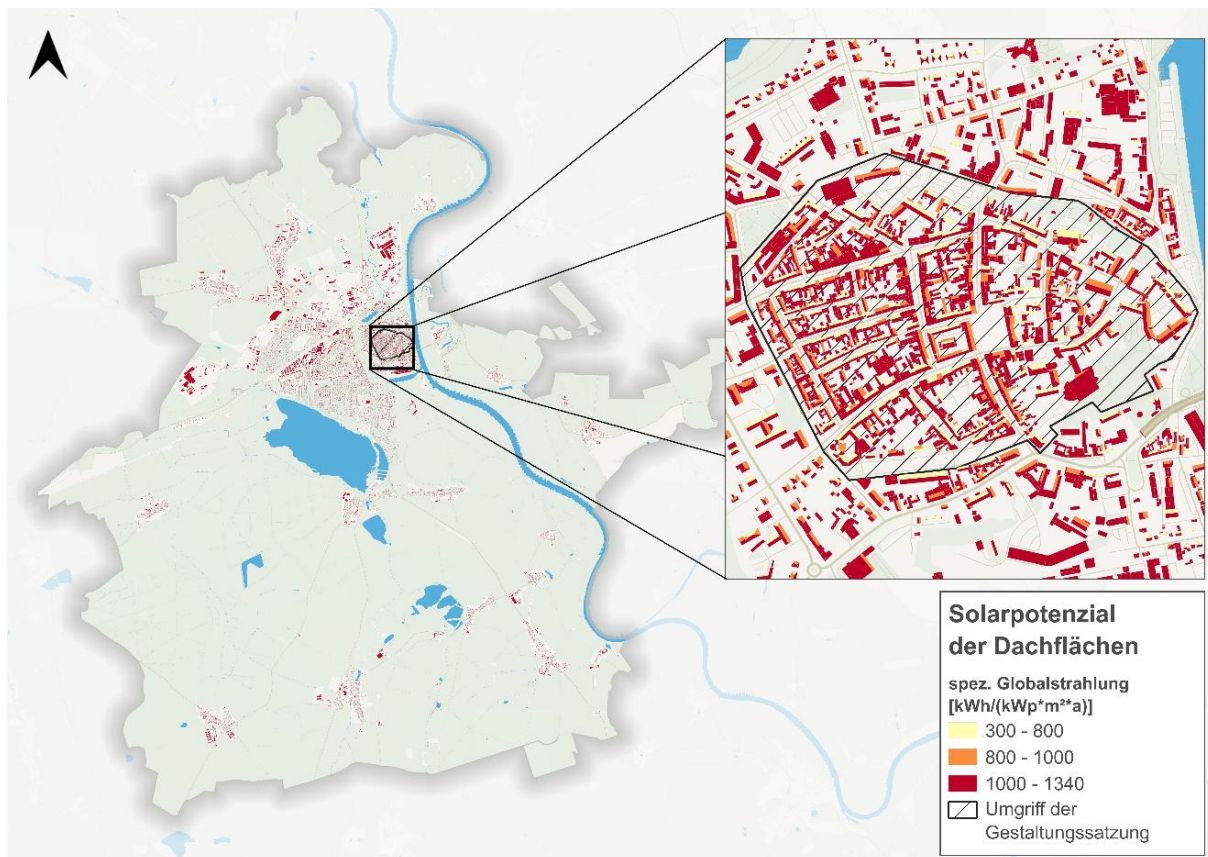 Solarpotenzial
der Dachflächen
spez. Globalstrahlung
[kWh/(kWp*m²*a)]
300 - 800
800 - 1000
1000 - 1340
Umgriff der
Gestaltungssatzung